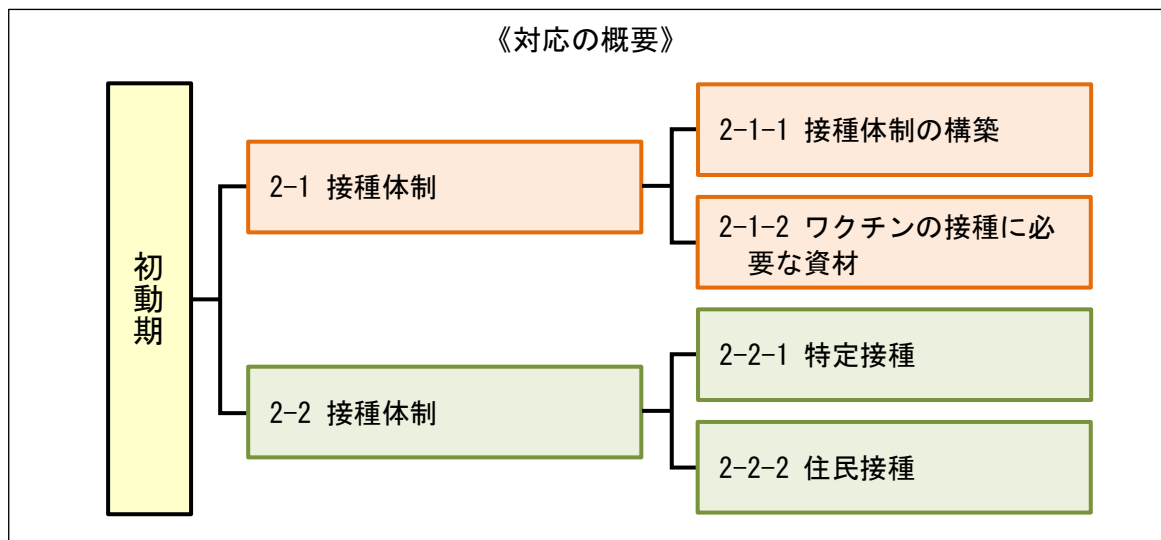 《対応の概要》
初動期
2-1 接種体制
2-1-1 接種体制の構築
2-1-2 ワクチンの接種に必
要な資材
2-2 接種体制
2-2-1 特定接種
2-2-2 住民接種